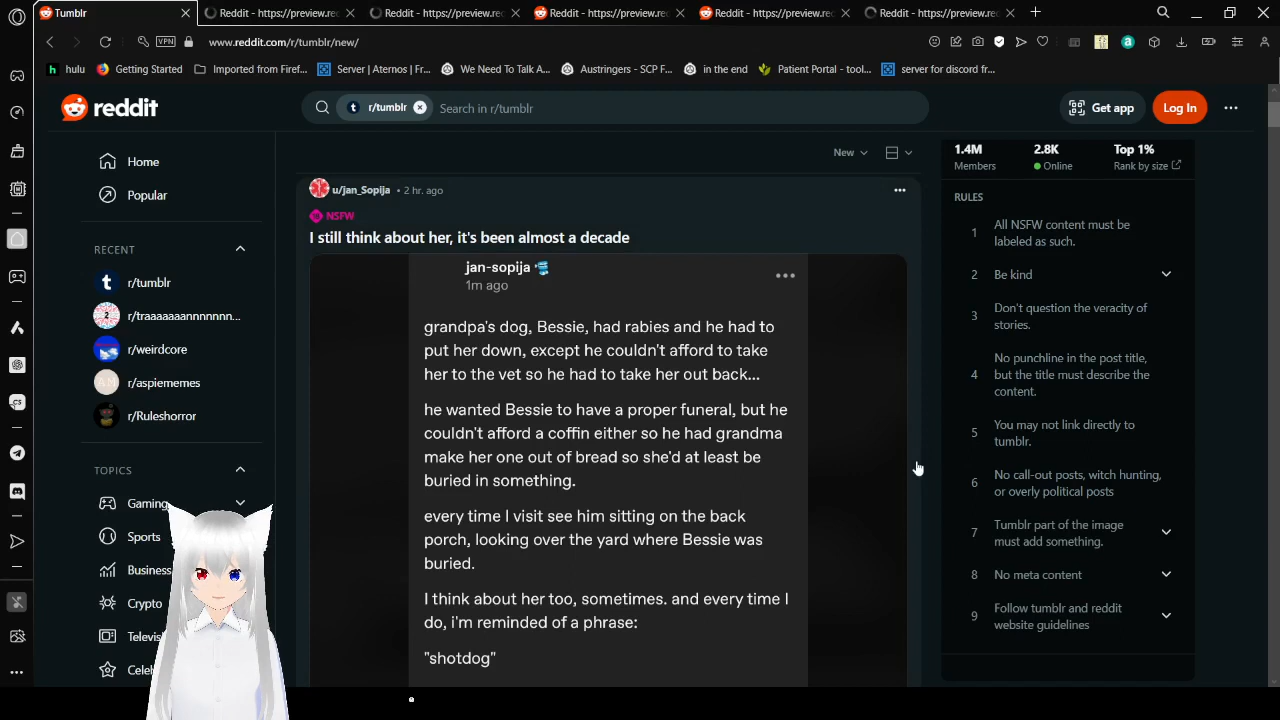 Tumblr
Reddit - https://preview.red
Reddit - https://preview.red
Reddit - https://preview.red
Reddit - https://preview.red
Reddit - https://preview.red
VPN
www.reddit.com/r/tumblr/new/
hulu
Getting Started
Imported from Firef...
Server | Aternos | Fr...
We Need To Talk A...
Austringers - SCP F...
in the end
Patient Portal - tool...
server for discord fr...
reddit
r/tumblr
Search in r/tumblr
Get app
Log In
Home
Popular
RECENT
r/tumblr
r/traaaaaaannnnnnn...
r/weirdcore
r/aspiememes
r/Ruleshorror
TOPICS
Gaming
Sports
Business
Crypto
Televis
Celeb
New
u/jan_Sopija • 2 hr. ago
18 NSFW
I still think about her, it's been almost a decade
jan-sopija
1m ago
grandpa's dog, Bessie, had rabies and he had to
put her down, except he couldn't afford to take
her to the vet so he had to take her out back...
he wanted Bessie to have a proper funeral, but he
couldn't afford a coffin either so he had grandma
make her one out of bread so she'd at least be
buried in something.
every time I visit see him sitting on the back
porch, looking over the yard where Bessie was
buried.
I think about her too, sometimes. and every time I
do, i'm reminded of a phrase:
"shotdog"
1.4M
Members
2.8K
Online
Top 1%
Rank by size
RULES
1 All NSFW content must be
labeled as such.
2 Be kind
3 Don't question the veracity of
stories.
4 No punchline in the post title,
but the title must describe the
content.
5 You may not link directly to
tumblr.
6 No call-out posts, witch hunting,
or overly political posts
7 Tumblr part of the image
must add something.
8 No meta content
9 Follow tumblr and reddit
website guidelines